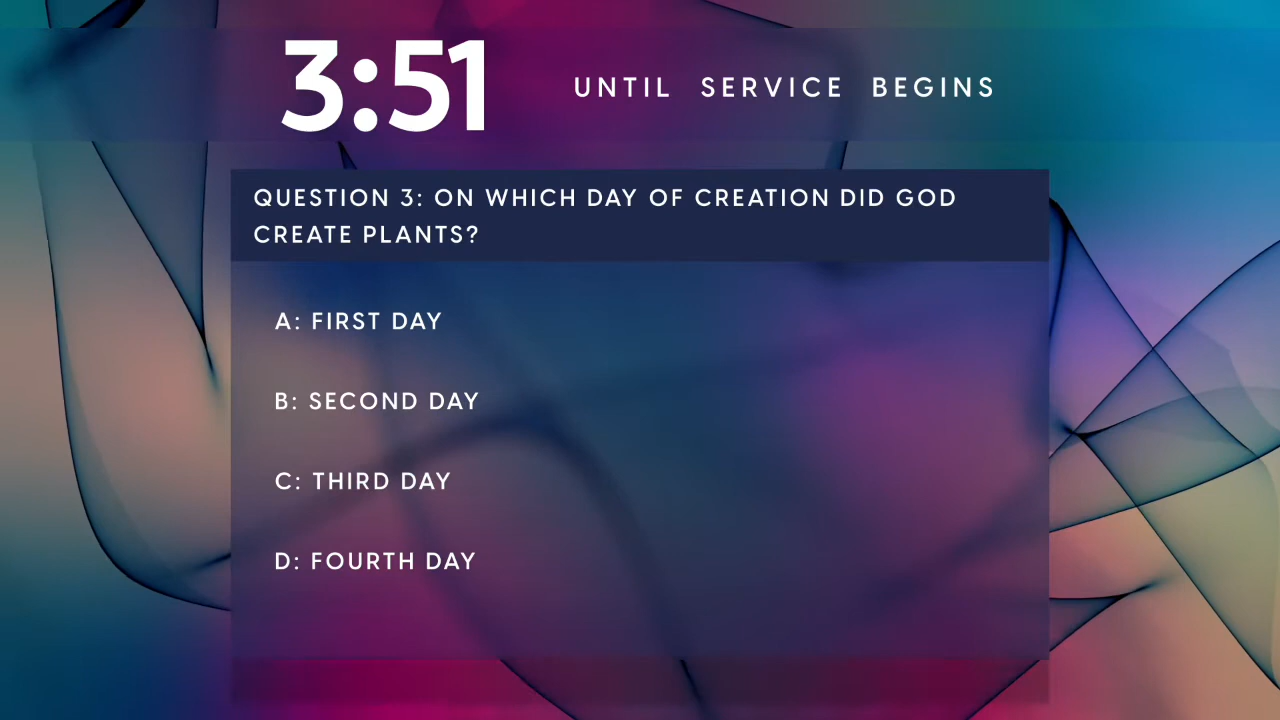 3:51 UNTIL SERVICE BEGINS
QUESTION 3: ON WHICH DAY OF CREATION DID GOD
CREATE PLANTS?
A: FIRST DAY
B: SECOND DAY
C: THIRD DAY
D: FOURTH DAY